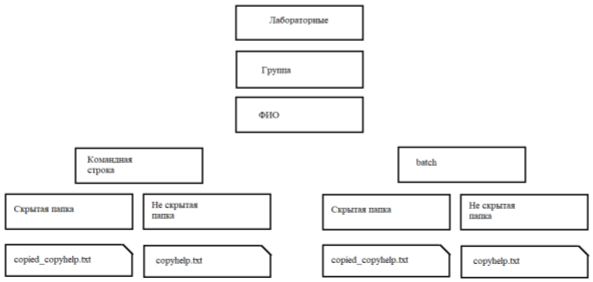 Лабораторные
Группа
ФИО
Командная
строка
batch
Скрытая папка
Не скрытая
папка
Скрытая папка
Не скрытая
папка
copied_copyhelp.txt
copyhelp.txt
copied_copyhelp.txt
copyhelp.txt